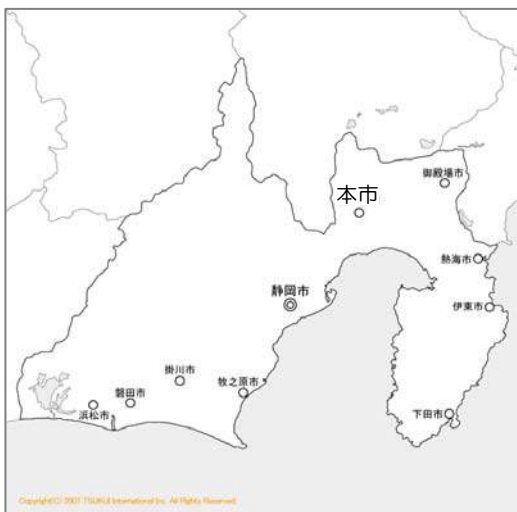 御殿場市
本市
熱海市
静岡市
伊東市
掛川市
牧之原市
磐田市
浜松市
下田市
Copyright(C) 2007 TSUKUI International Inc. All Rights Reserved.